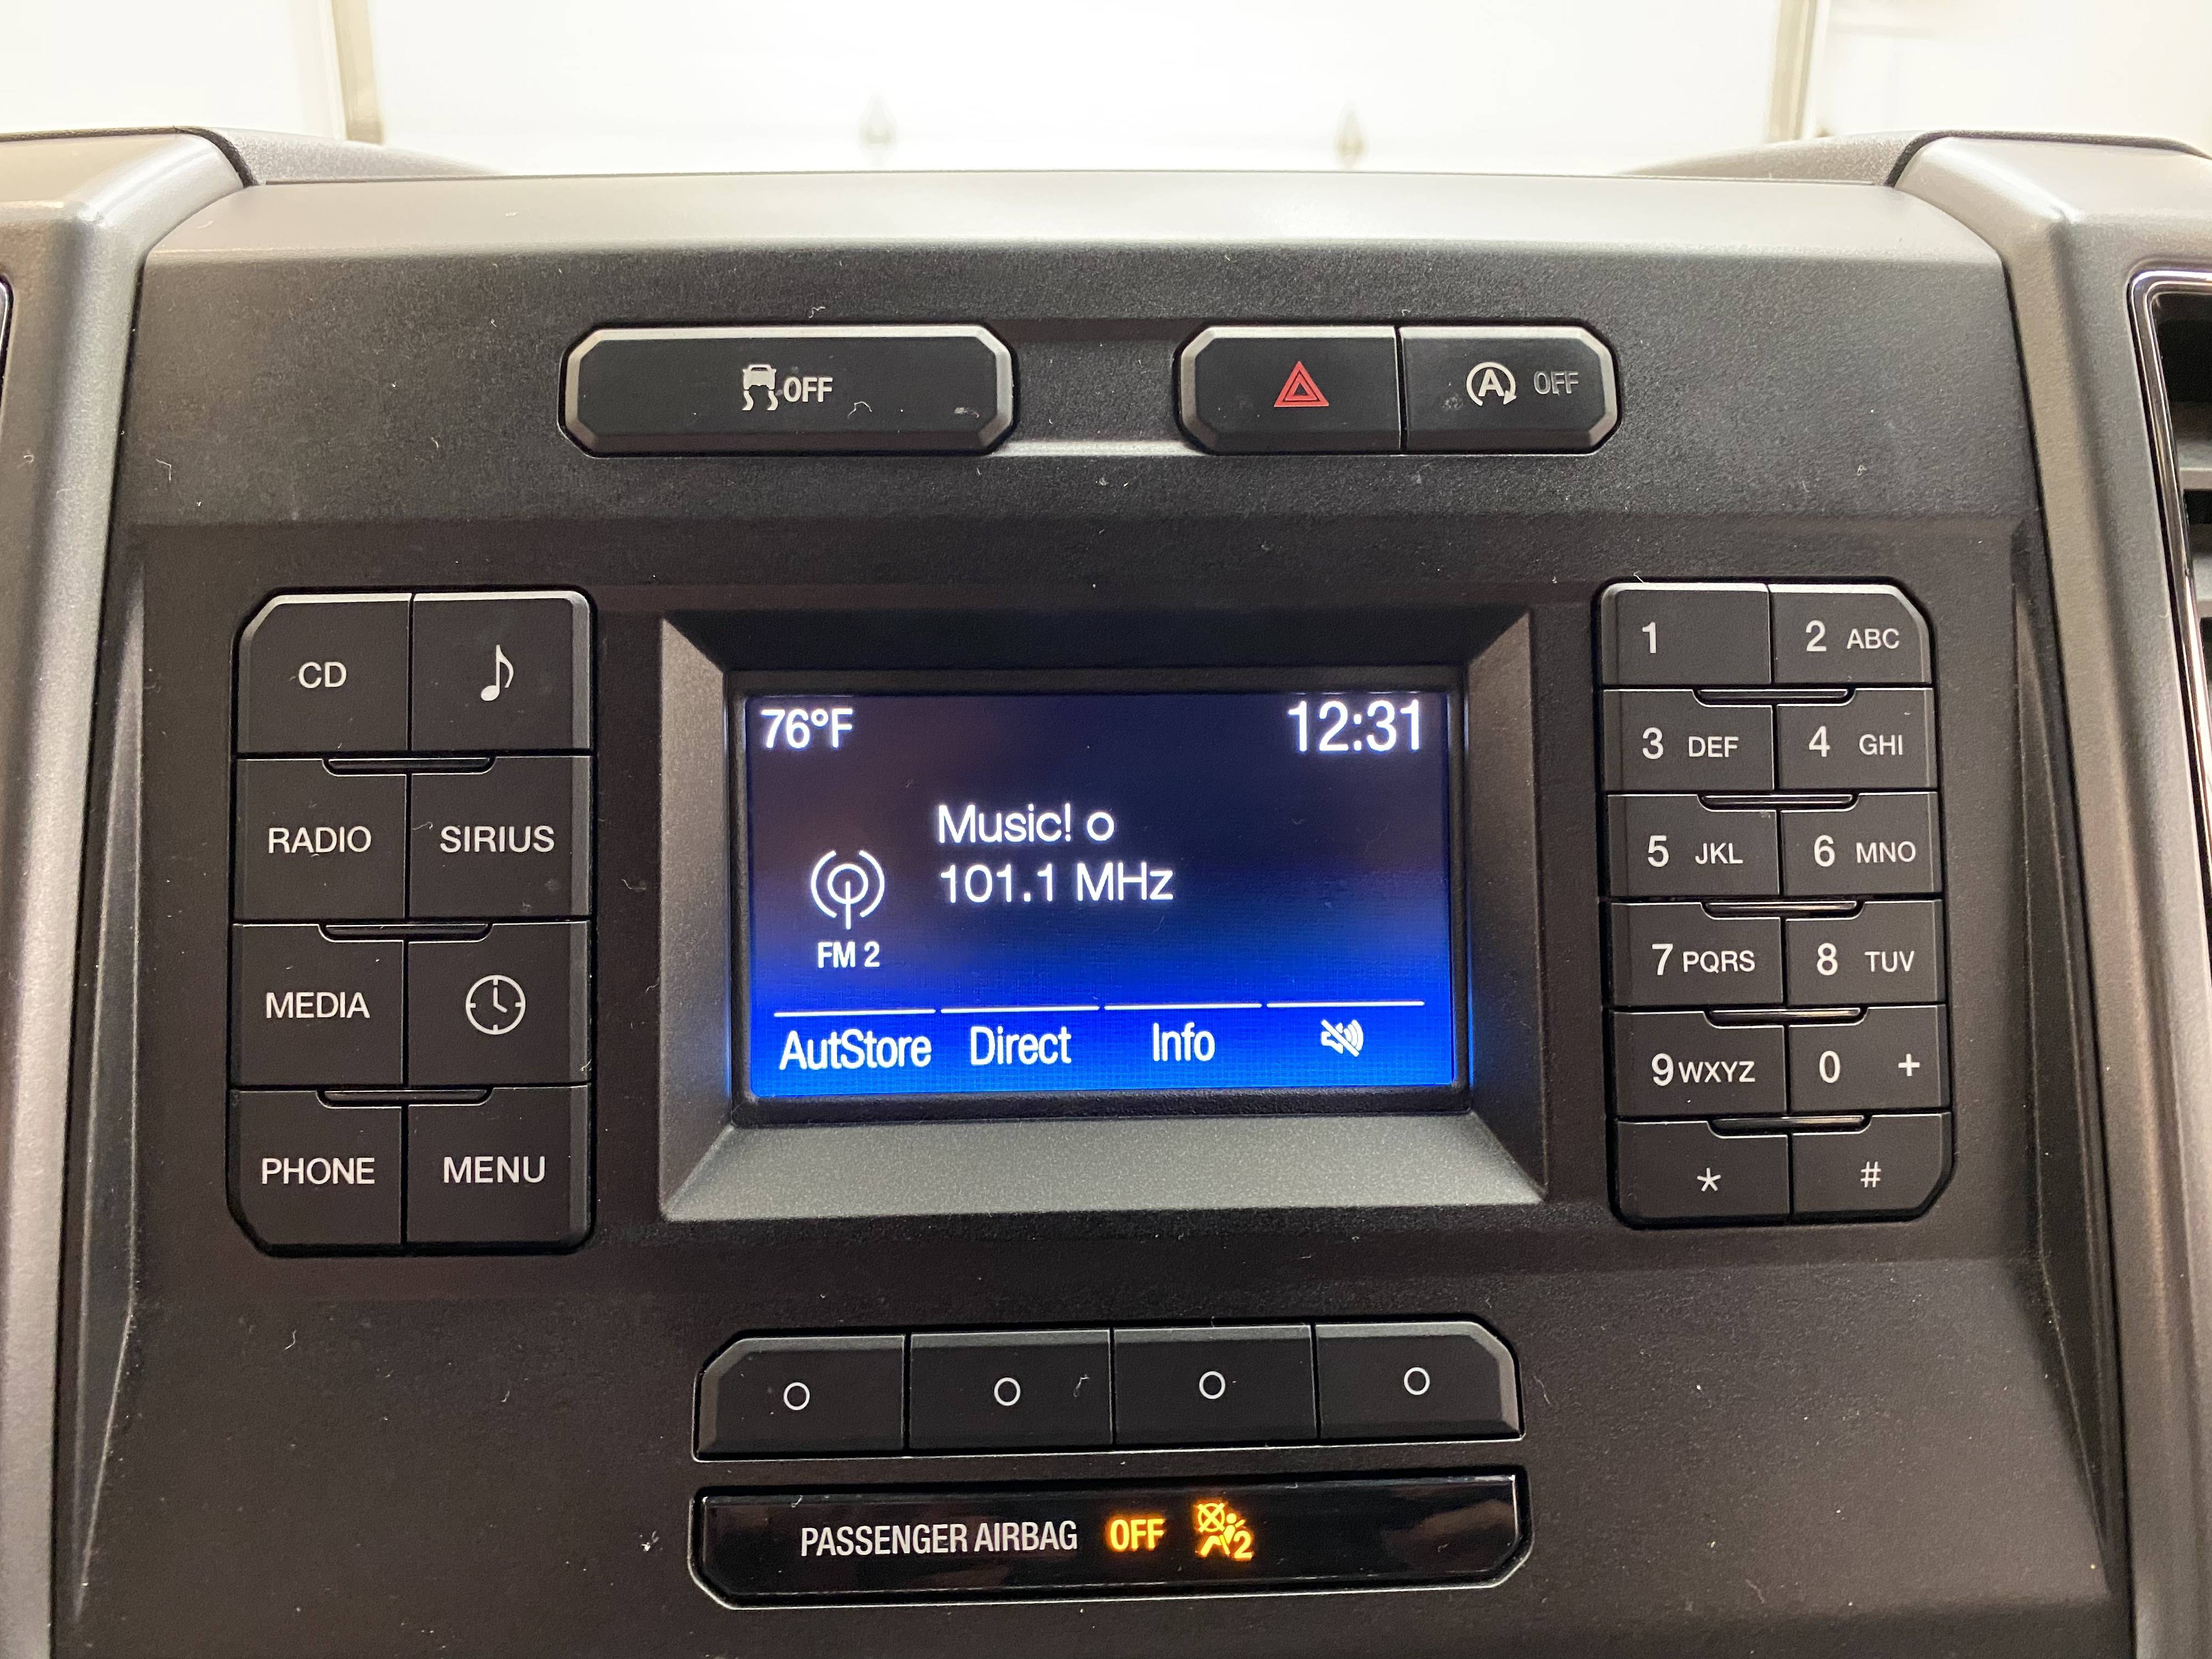 OFF
A OFF
CD
RADIO SIRIUS
MEDIA
PHONE MENU
76°F 12:31
Music! o
101.1 MHz
FM 2
AutStore Direct Info
1 2 ABC
3 DEF 4 GHI
5 JKL 6 MNO
7 PQRS 8 TUV
9 WXYZ 0 +
* #
PASSENGER AIRBAG OFF 2